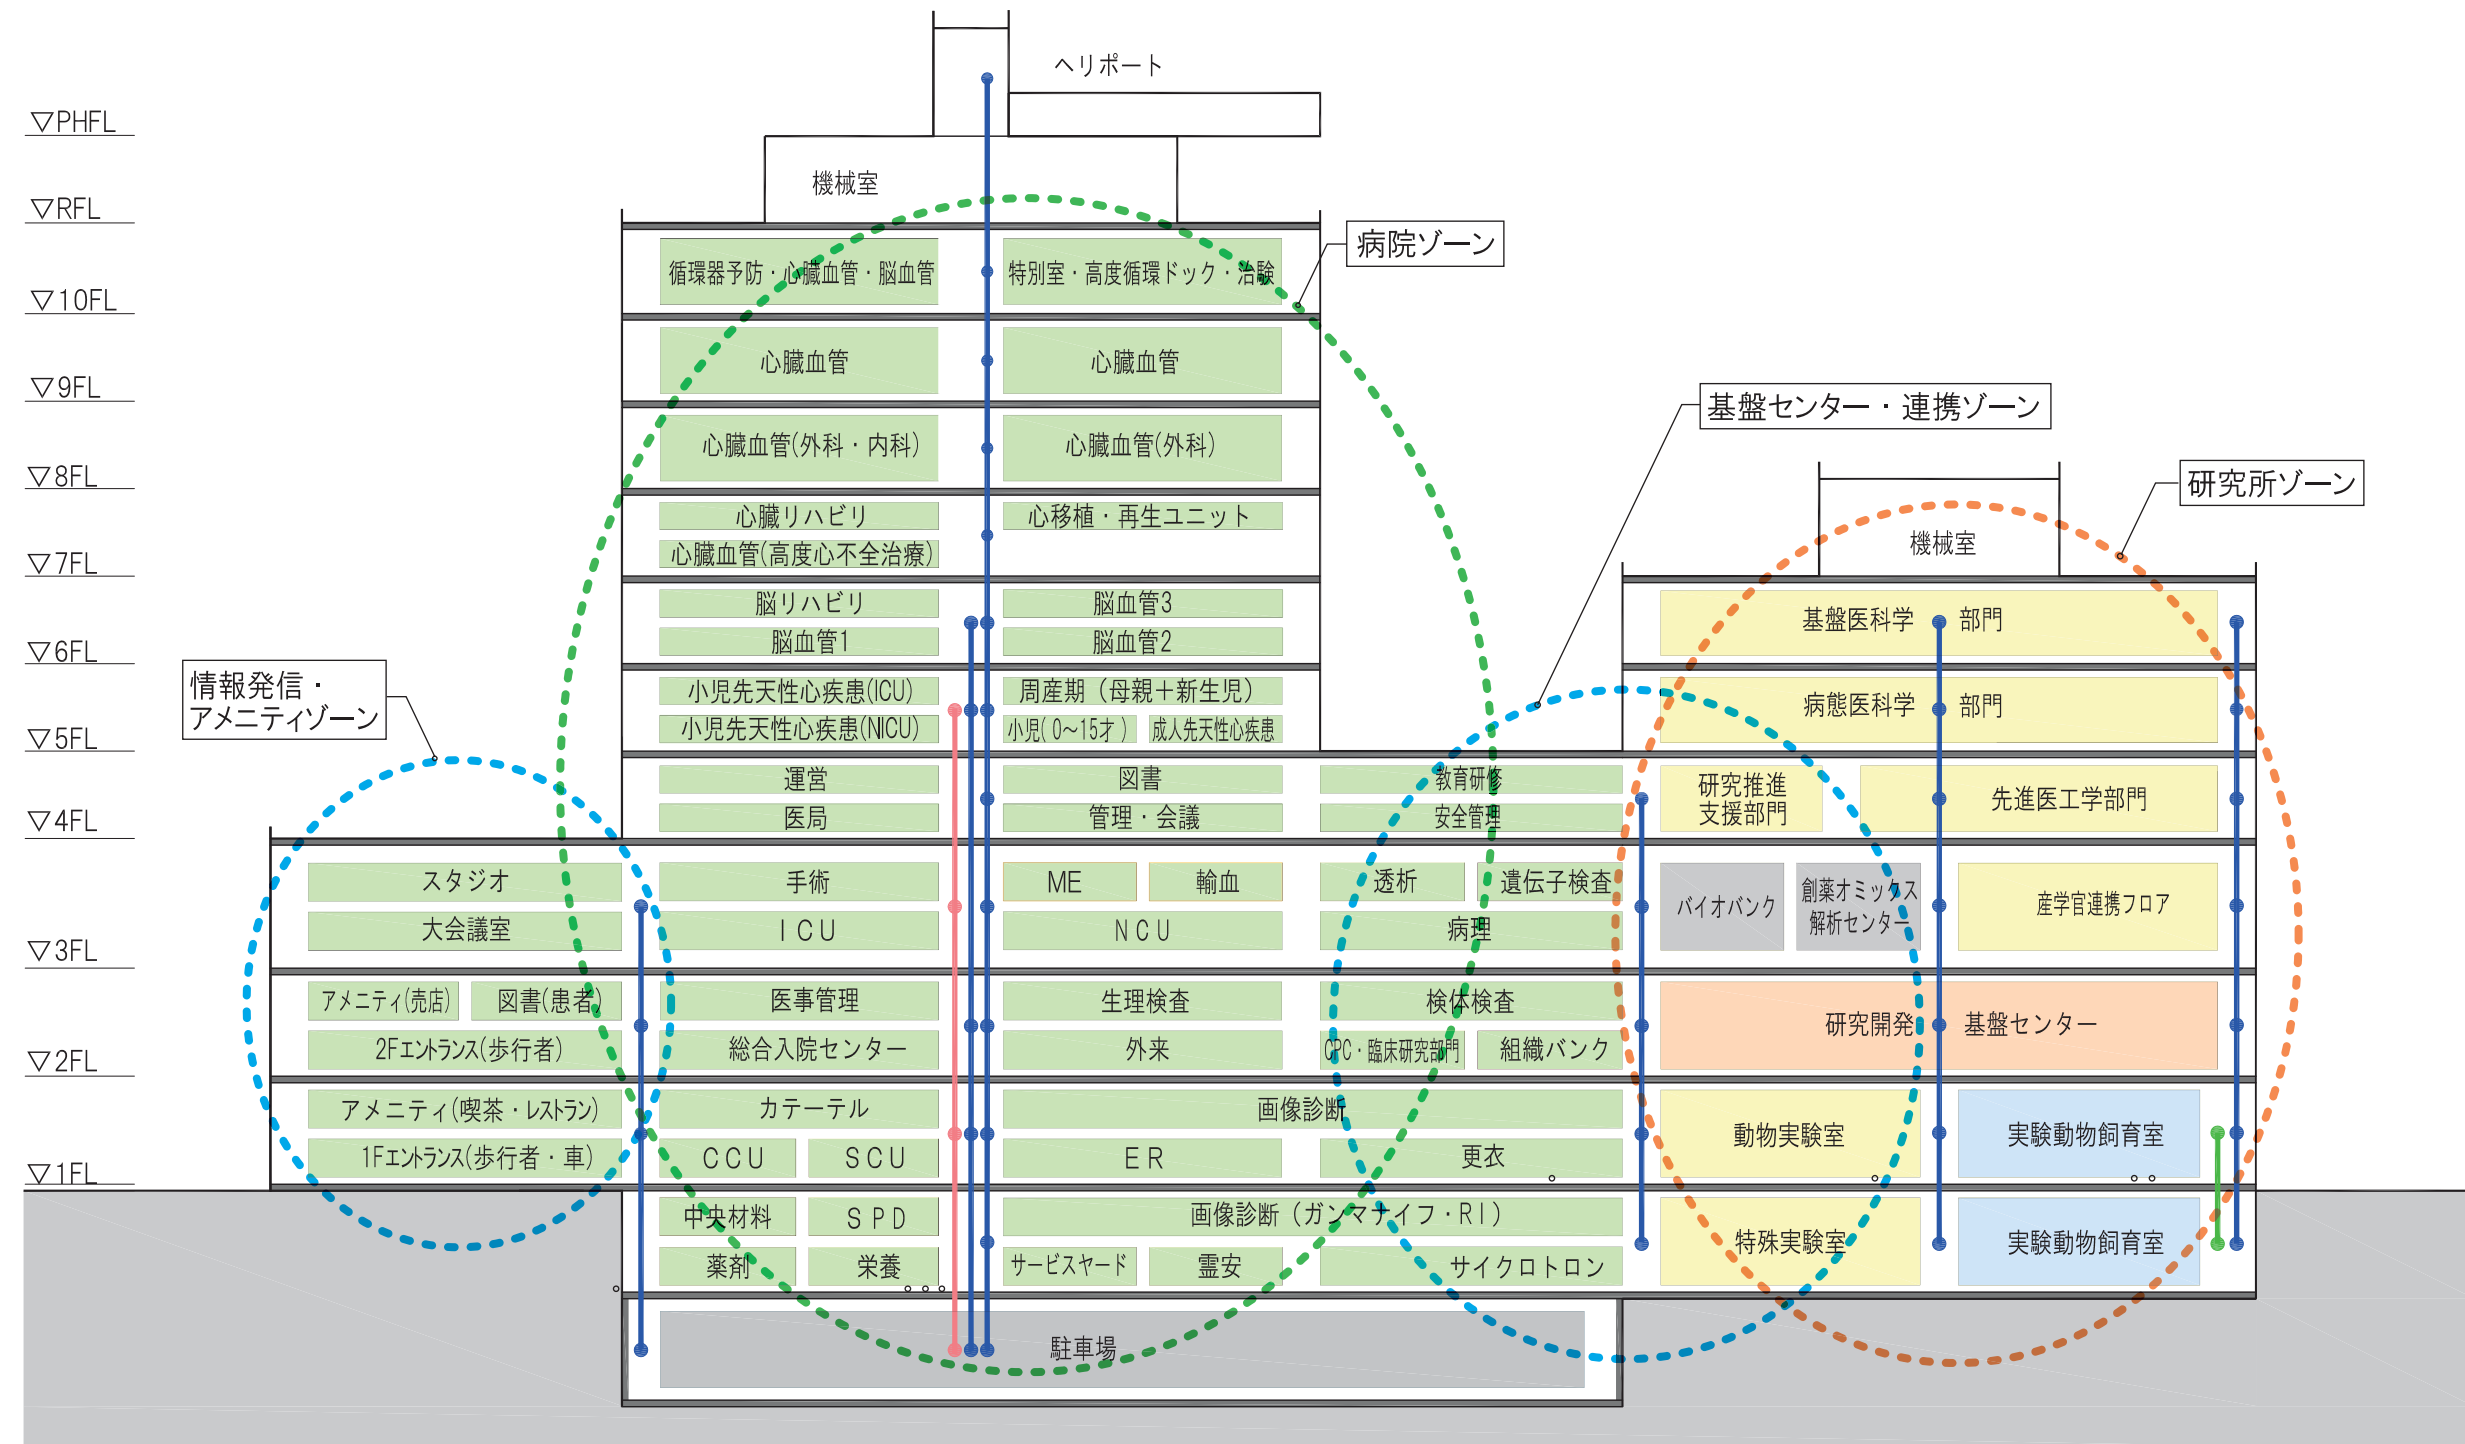 ヘリポート
▽PHFL
機械室
▽RFL
病院ゾーン
循環器予防・心臓血管・脳血管
特別室・高度循環ドック・治験
▽10FL
心臓血管
心臓血管
▽9FL
基盤センター・連携ゾーン
心臓血管(外科・内科)
心臓血管(外科)
▽8FL
研究所ゾーン
心臓リハビリ
心移植・再生ユニット
機械室
心臓血管(高度心不全治療)
▽7FL
脳リハビリ
脳血管3
基盤医科学 部門
脳血管1
脳血管2
▽6FL
情報発信・
アメニティゾーン
小児先天性心疾患(ICU)
周産期（母親＋新生児）
病態医科学 部門
小児先天性心疾患(NICU)
小児(0～15才)
成人先天性心疾患
▽5FL
運営
図書
教育研修
研究推進
支援部門
先進医工学部門
医局
管理・会議
安全管理
▽4FL
スタジオ
手術
ME
輸血
透析
遺伝子検査
バイオバンク
創薬オミックス
解析センター
産学官連携フロア
大会議室
ICU
NCU
病理
▽3FL
アメニティ(売店)
図書(患者)
医事管理
生理検査
検体検査
研究開発 基盤センター
2Fエントランス(歩行者)
総合入院センター
外来
CPC・臨床研究部門
組織バンク
▽2FL
アメニティ(喫茶・レストラン)
カテーテル
画像診断
動物実験室
実験動物飼育室
1Fエントランス(歩行者・車)
CCU
SCU
ER
更衣
▽1FL
中央材料
SPD
画像診断（ガンマナイフ・RI）
特殊実験室
実験動物飼育室
薬剤
栄養
サービスヤード
霊安
サイクロトロン
駐車場